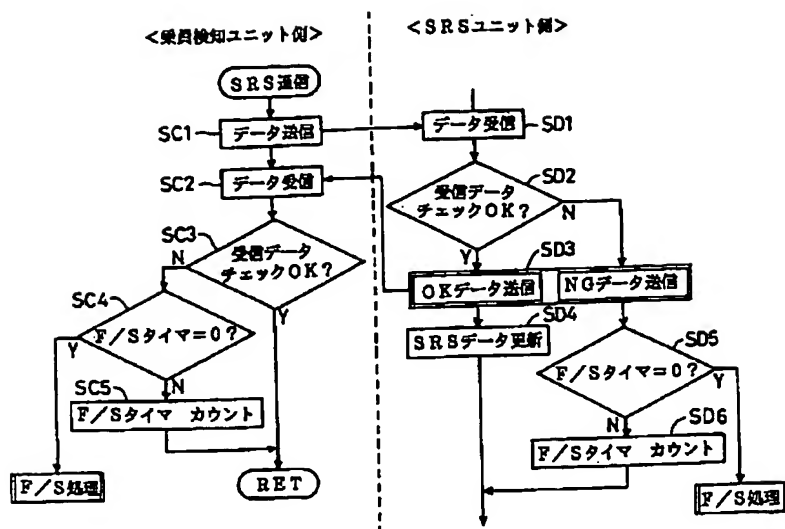 <乗員検知ユニット側>
<SRSユニット側>
SRS通信
SC1
データ送信
データ受信
SD1
SC2
データ受信
SD2
受信データ
チェックOK?
N
Y
SC3
受信データ
チェックOK?
N
Y
SD3
OKデータ送信
NGデータ送信
SC4
F/Sタイマ=0?
Y
N
SD4
SRSデータ更新
SD5
F/Sタイマ=0?
Y
N
SC5
F/Sタイマ カウント
SD6
F/Sタイマ カウント
F/S処理
RET
F/S処理